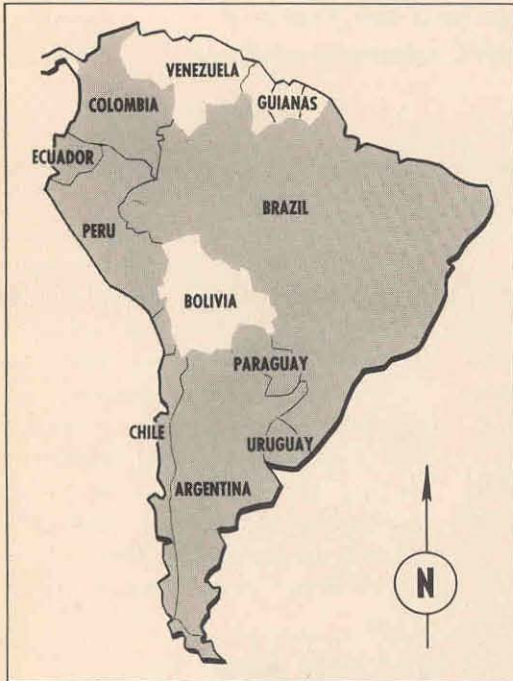 VENEZUELA
COLOMBIA
GUIANAS
ECUADOR
BRAZIL
PERU
BOLIVIA
PARAGUAY
CHILE
URUGUAY
ARGENTINA
N